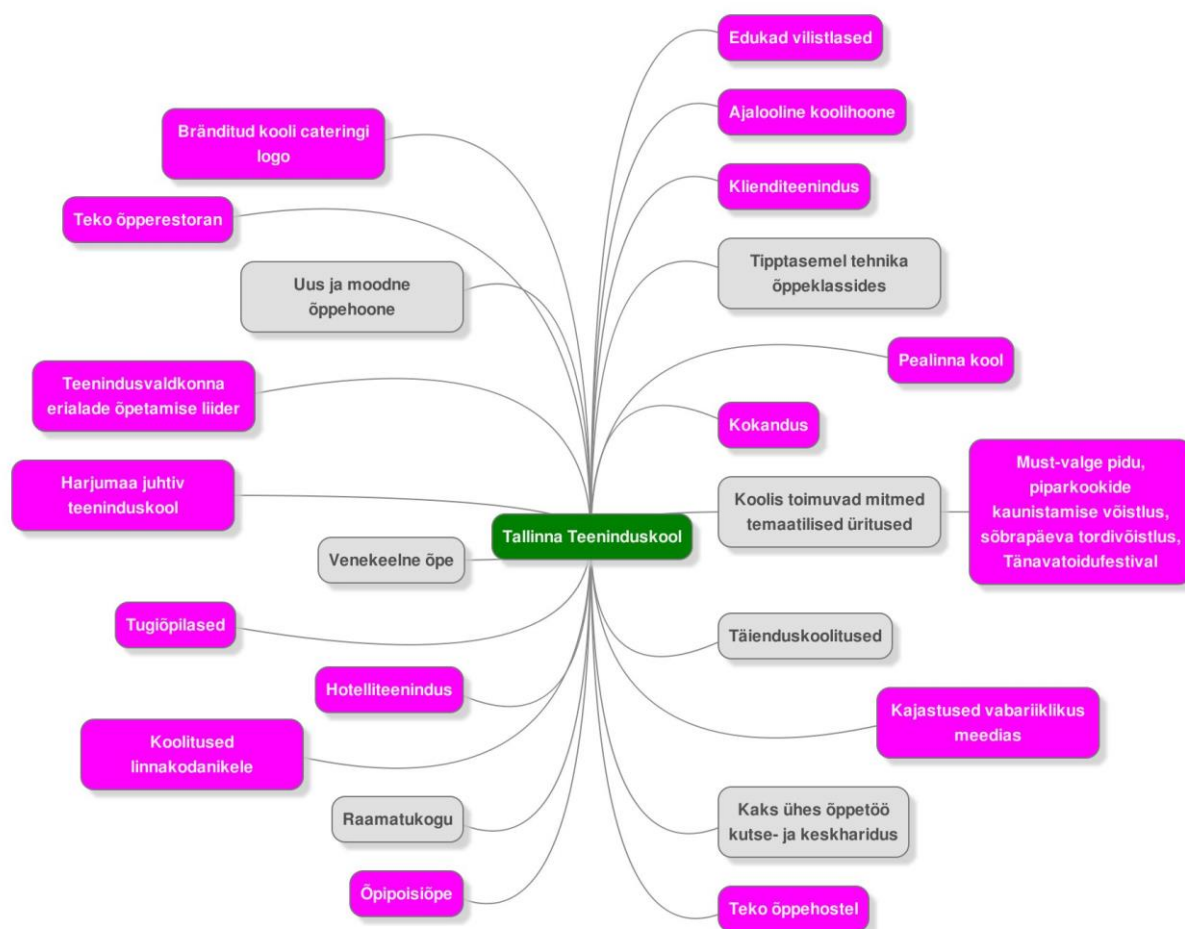 Edukad vilistlased
Ajalooline koolihoone
Bränditud kooli cateringi
logo
Klienditeenindus
Teko õpperestoran
Tipptasemel tehnika
õppeklassides
Uus ja moodne
õppehoone
Pealinna kool
Teenindusvaldkonna
erialade õpetamise liider
Kokandus
Must-valge pidu,
piparkookide
kaunistamise võistlus,
sõbrapäeva tordivõistlus,
Tänavatoidufestival
Harjumaa juhtiv
teeninduskool
Koolis toimuvad mitmed
temaatilised üritused
Tallinna Teeninduskool
Venekeelne õpe
Tugiõpilased
Täienduskoolitused
Hotelliteenindus
Kajastused vabariiklikus
meedias
Koolitused
linnakodanikele
Raamatukogu
Kaks ühes õppetöö
kutse- ja keskharidus
Õpipoisiõpe
Teko õppehostel